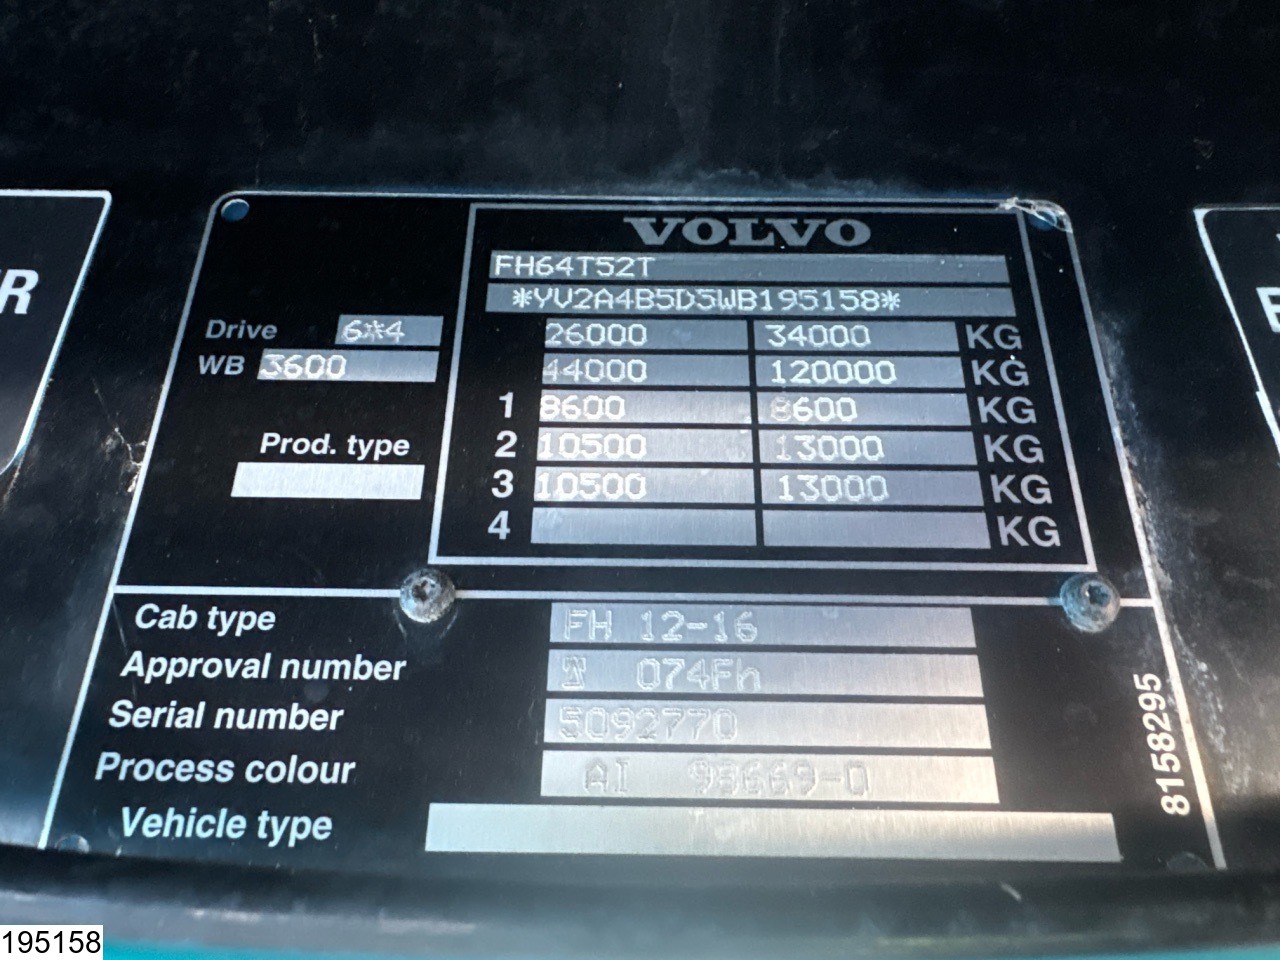 VOLVO
FH64T52T
*YV2A4B5D5WB195158*
Drive 6*4 26000 34000 KG
WB 3600 44000 120000 KG
1 8600 8600 KG
Prod. type 2 10500 13000 KG
3 10500 13000 KG
4 KG
Cab type FH 12-16
Approval number 074Fh
Serial number 5092770
Process colour AI 98669-0
Vehicle type
8158295
195158